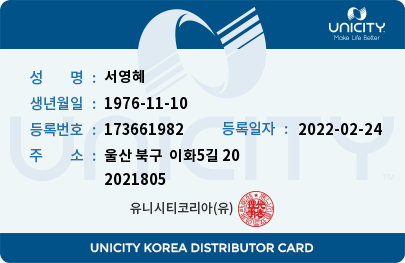 UNICITY
Make Life Better
성 명 : 서영혜
생년월일 : 1976-11-10
등록번호 : 173661982 등록일자 : 2022-02-24
주 소 : 울산 북구 이화5길 20
2021805
유니시티코리아(유)
UNICITY
TM
UNICITY KOREA DISTRIBUTOR CARD